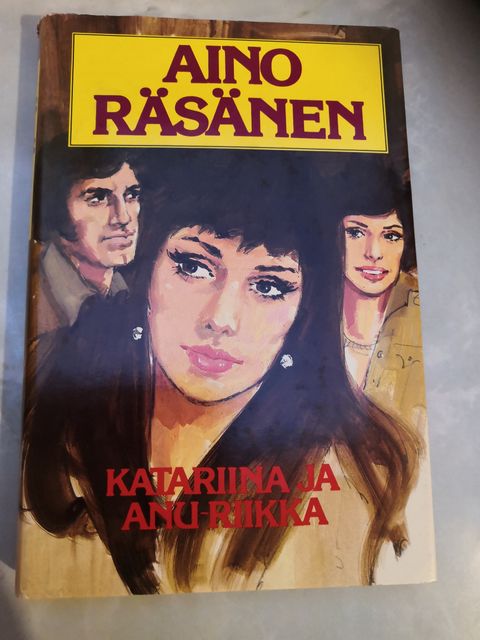 AINO
RÄSÄNEN
KATARIINA JA
ANU-RIIKKA